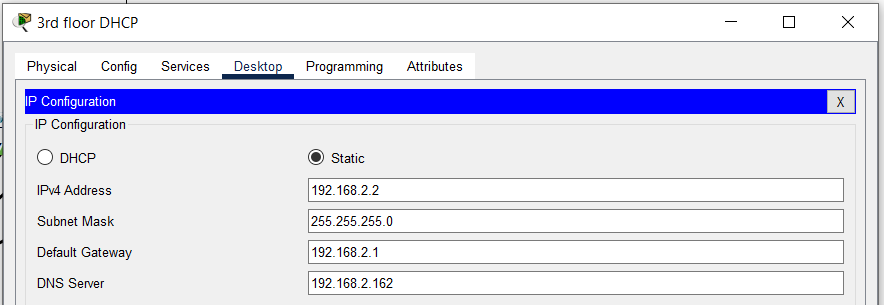 3rd floor DHCP
Physical Config Services Desktop Programming Attributes
IP Configuration X
IP Configuration
DHCP Static
IPv4 Address 192.168.2.2
Subnet Mask 255.255.255.0
Default Gateway 192.168.2.1
DNS Server 192.168.2.162